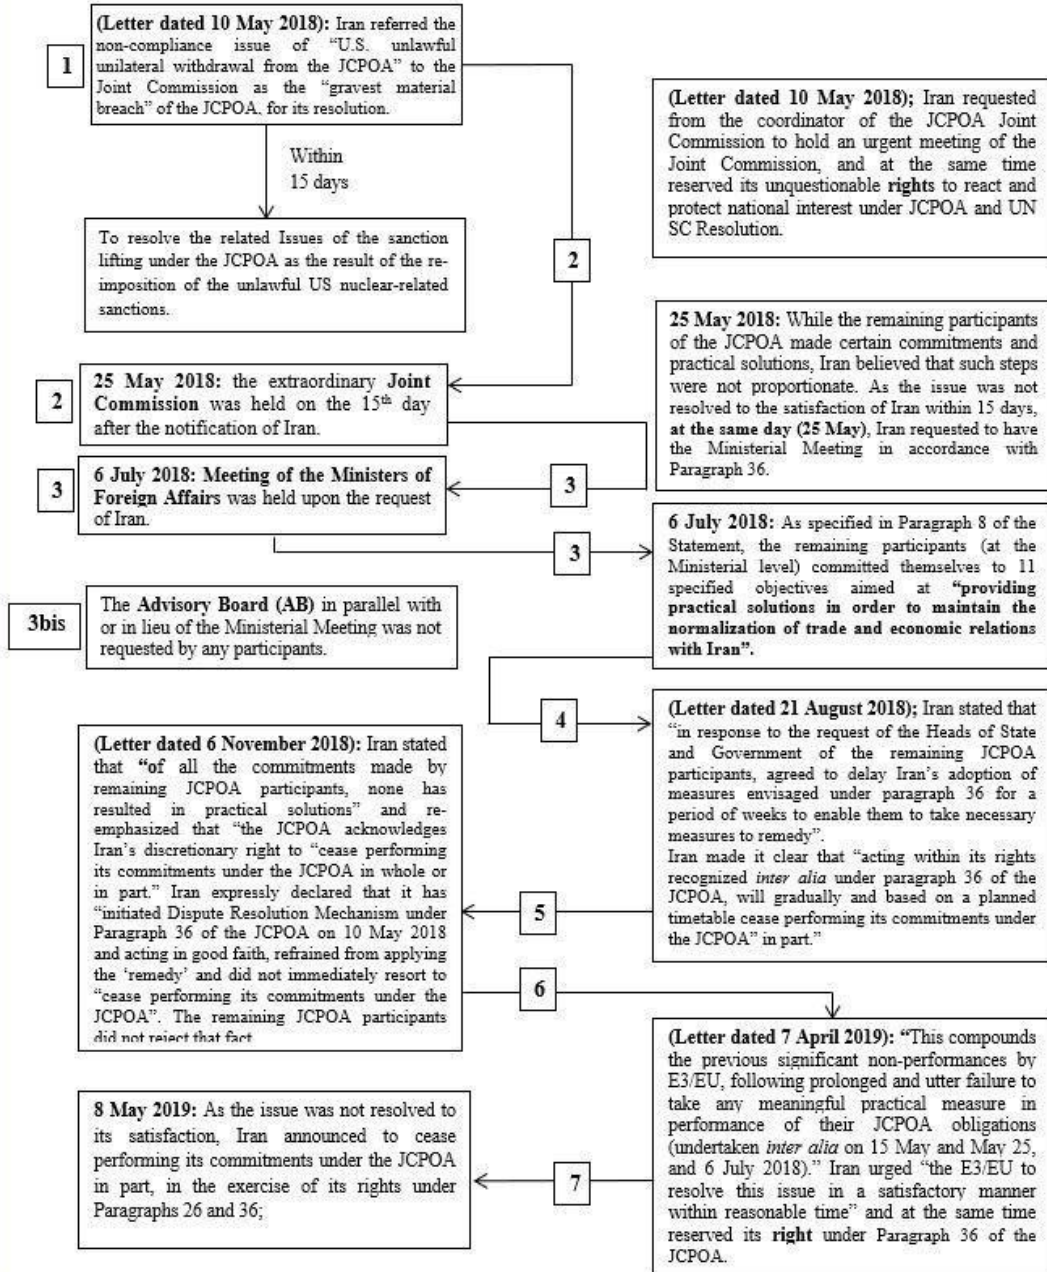 1
(Letter dated 10 May 2018): Iran referred the
non-compliance issue of “U.S. unlawful
unilateral withdrawal from the JCPOA” to the
Joint Commission as the “gravest material
breach” of the JCPOA, for its resolution.
Within
15 days
To resolve the related Issues of the sanction
lifting under the JCPOA as the result of the re-
imposition of the unlawful US nuclear-related
sanctions.
2
(Letter dated 10 May 2018); Iran requested
from the coordinator of the JCPOA Joint
Commission to hold an urgent meeting of the
Joint Commission, and at the same time
reserved its unquestionable rights to react and
protect national interest under JCPOA and UN
SC Resolution.
2
25 May 2018: the extraordinary Joint
Commission was held on the 15th day
after the notification of Iran.
25 May 2018: While the remaining participants
of the JCPOA made certain commitments and
practical solutions, Iran believed that such steps
were not proportionate. As the issue was not
resolved to the satisfaction of Iran within 15 days,
at the same day (25 May), Iran requested to have
the Ministerial Meeting in accordance with
Paragraph 36.
3
6 July 2018: Meeting of the Ministers of
Foreign Affairs was held upon the request
of Iran.
3
3
6 July 2018: As specified in Paragraph 8 of the
Statement, the remaining participants (at the
Ministerial level) committed themselves to 11
specified objectives aimed at “providing
practical solutions in order to maintain the
normalization of trade and economic relations
with Iran”.
3bis
The Advisory Board (AB) in parallel with
or in lieu of the Ministerial Meeting was not
requested by any participants.
4
(Letter dated 21 August 2018); Iran stated that
“in response to the request of the Heads of State
and Government of the remaining JCPOA
participants, agreed to delay Iran’s adoption of
measures envisaged under paragraph 36 for a
period of weeks to enable them to take necessary
measures to remedy”.
Iran made it clear that “acting within its rights
recognized inter alia under paragraph 36 of the
JCPOA, will gradually and based on a planned
timetable cease performing its commitments under
the JCPOA” in part.”
5
(Letter dated 6 November 2018): Iran stated
that “of all the commitments made by
remaining JCPOA participants, none has
resulted in practical solutions” and re-
emphasized that “the JCPOA acknowledges
Iran’s discretionary right to “cease performing
its commitments under the JCPOA in whole or
in part.” Iran expressly declared that it has
“initiated Dispute Resolution Mechanism under
Paragraph 36 of the JCPOA on 10 May 2018
and acting in good faith, refrained from applying
the ‘remedy’ and did not immediately resort to
“cease performing its commitments under the
JCPOA”. The remaining JCPOA participants
did not reject that fact
6
(Letter dated 7 April 2019): “This compounds
the previous significant non-performances by
E3/EU, following prolonged and utter failure to
take any meaningful practical measure in
performance of their JCPOA obligations
(undertaken inter alia on 15 May and May 25,
and 6 July 2018).” Iran urged “the E3/EU to
resolve this issue in a satisfactory manner
within reasonable time” and at the same time
reserved its right under Paragraph 36 of the
JCPOA.
7
8 May 2019: As the issue was not resolved to
its satisfaction, Iran announced to cease
performing its commitments under the JCPOA
in part, in the exercise of its rights under
Paragraphs 26 and 36;